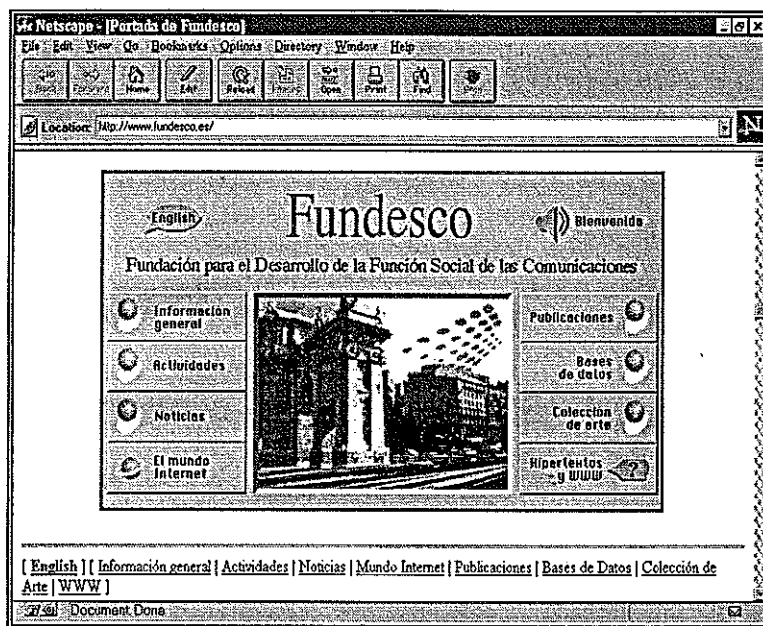 Netscape - [Portada de Fundesco]
File Edit View Go Bookmarks Options Directory Window Help
Back Forward Home Edit Reload Images Open Print Find Stop
Location: http://www.fundesco.es/
N
English
Fundesco
Bienvenida
Fundación para el Desarrollo de la Función Social de las Comunicaciones
Información
general
Actividades
Noticias
El mundo
Internet
Publicaciones
Bases
de datos
Colección
de arte
Hipertextos
y WWW
?
[ English ] [ Información general | Actividades | Noticias | Mundo Internet | Publicaciones | Bases de Datos | Colección de
Arte | WWW ]
Document: Done